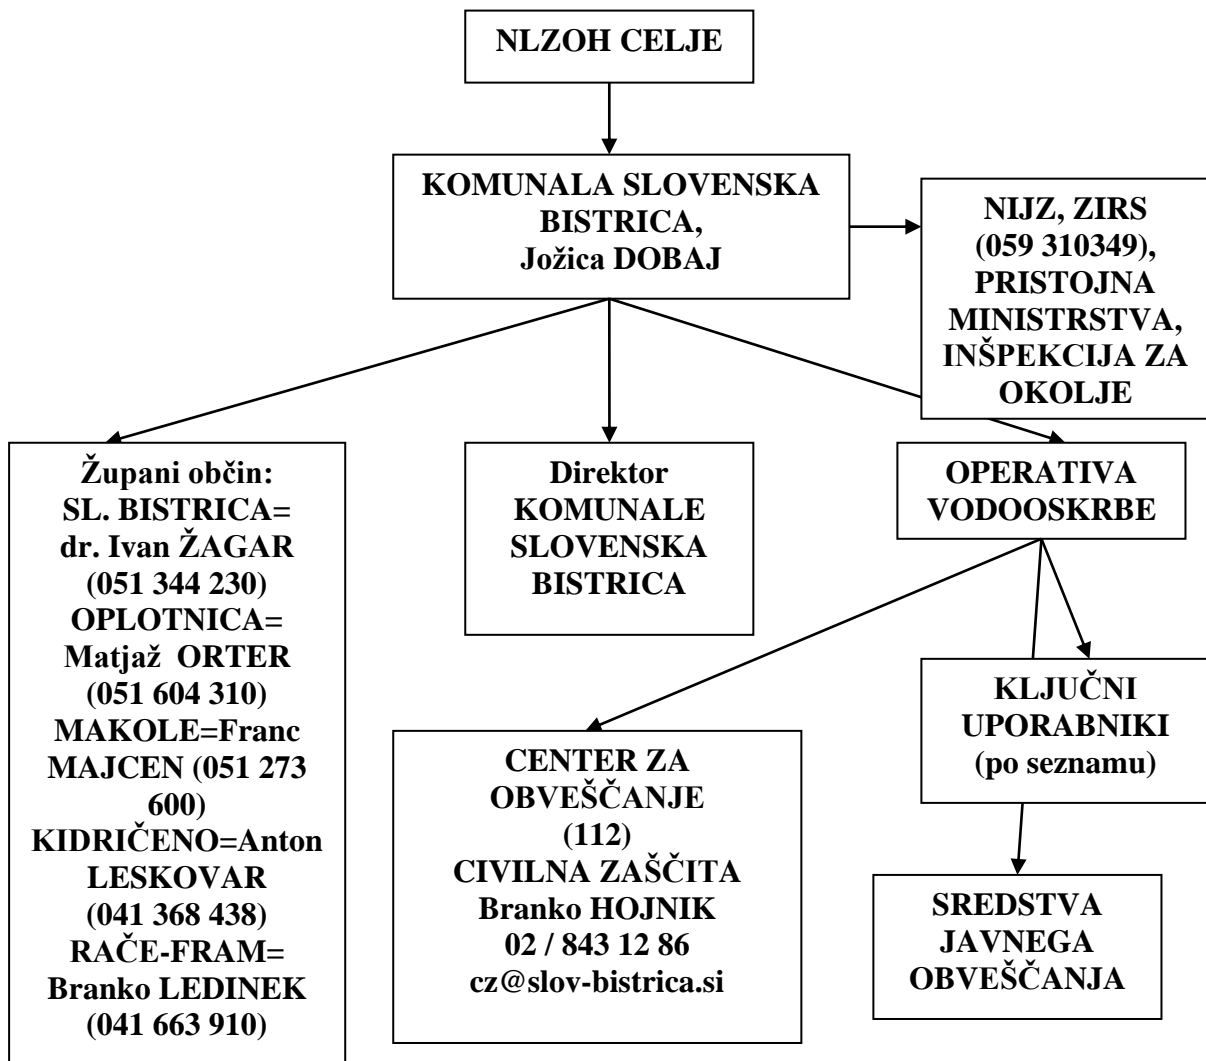 NLZOH CELJE
KOMUNALA SLOVENSKA
BISTRICA,
Jožica DOBAJ
NIJZ, ZIRS
(059 310349),
PRISTOJNA
MINISTRSTVA,
INŠPEKCIJA ZA
OKOLJE
Župani občin:
SL. BISTRICA=
dr. Ivan ŽAGAR
(051 344 230)
OPLOTNICA=
Matjaž  ORTER
(051 604 310)
MAKOLE=Franc
MAJCEN (051 273
600)
KIDRIČENO=Anton
LESKOVAR
(041 368 438)
RAČE-FRAM=
Branko LEDINEK
(041 663 910)
Direktor
KOMUNALE
SLOVENSKA
BISTRICA
OPERATIVA
VODOOSKRBE
CENTER ZA
OBVEŠČANJE
(112)
CIVILNA ZAŠČITA
Branko HOJNIK
02 / 843 12 86
cz@slov-bistrica.si
KLJUČNI
UPORABNIKI
(po seznamu)
SREDSTVA
JAVNEGA
OBVEŠČANJA